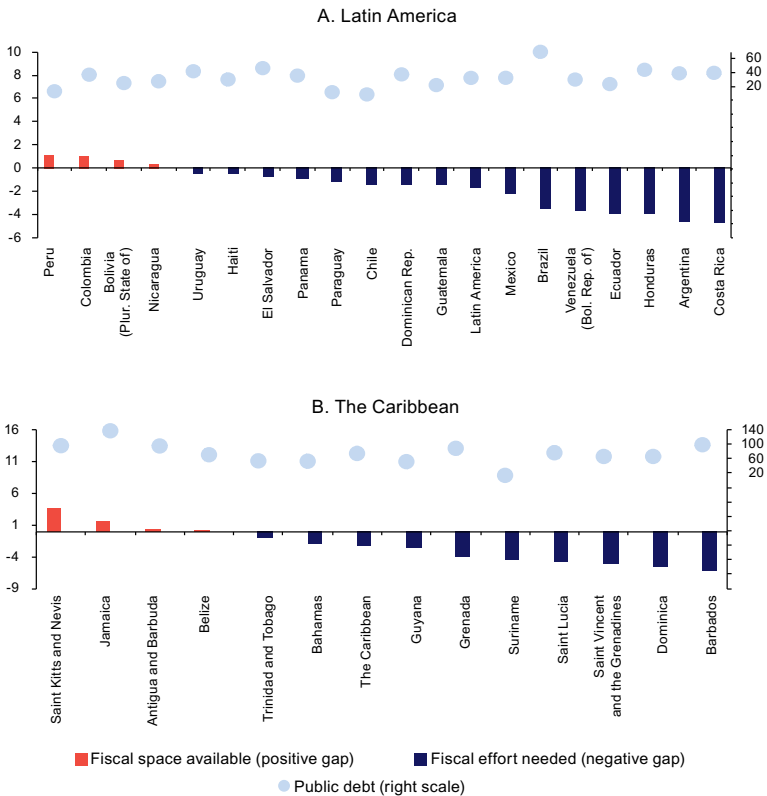 A. Latin America
10
8
6
4
2
0
-2
-4
-6
60
40
20
Peru
Colombia
Bolivia
(Plur. State of)
Nicaragua
Uruguay
Haiti
El Salvador
Panama
Paraguay
Chile
Dominican Rep.
Guatemala
Latin America
Mexico
Brazil
Venezuela
(Bol. Rep. of)
Ecuador
Honduras
Argentina
Costa Rica
B. The Caribbean
16
11
6
1
-4
-9
140
100
60
20
Saint Kitts and Nevis
Jamaica
Antigua and Barbuda
Belize
Trinidad and Tobago
Bahamas
The Caribbean
Guyana
Grenada
Suriname
Saint Lucia
Saint Vincent
and the Grenadines
Dominica
Barbados
Fiscal space available (positive gap)
Fiscal effort needed (negative gap)
Public debt (right scale)